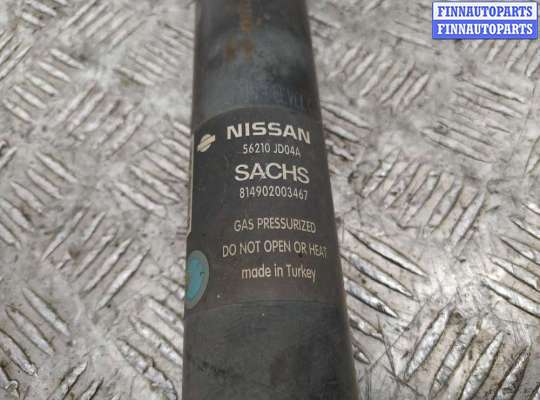 FINNAUTOPARTS
FINNAUTOPARTS
NISSAN
56210 JD04A
SACHS
814902003467
GAS PRESSURIZED
DO NOT OPEN OR HEAT
made in Turkey